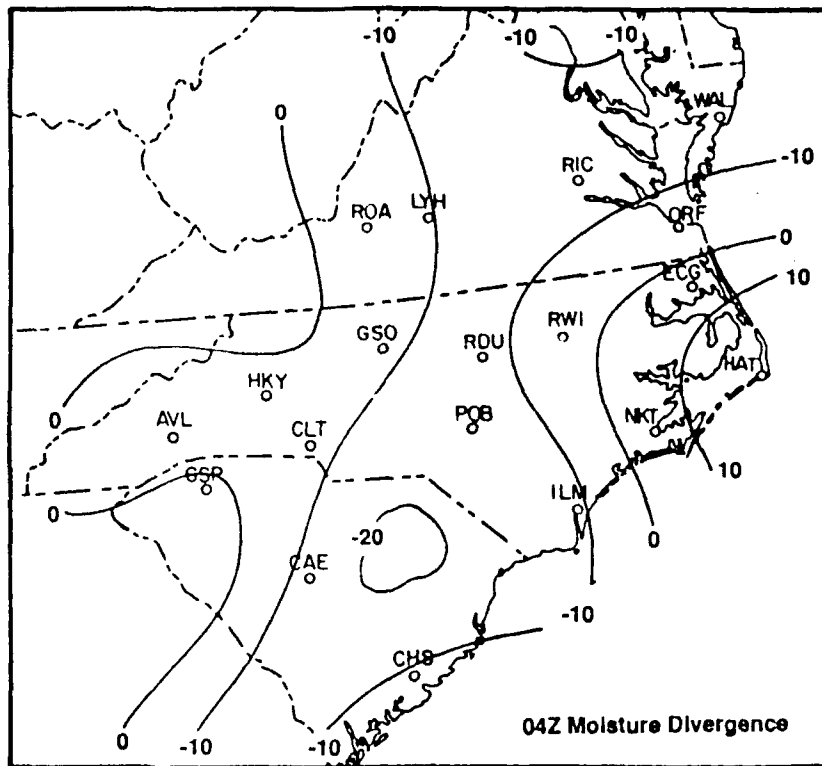 -10
-10
-10
0
WAL
RIC
-10
ROA
LYH
ORF
0
ECG
10
GSO
RDU
RWI
HAT
HKY
0
AVL
CLT
POB
NKT
10
GSP
0
ILM
-20
0
CAE
-10
CHS
04Z Moisture Divergence
0
-10
-10